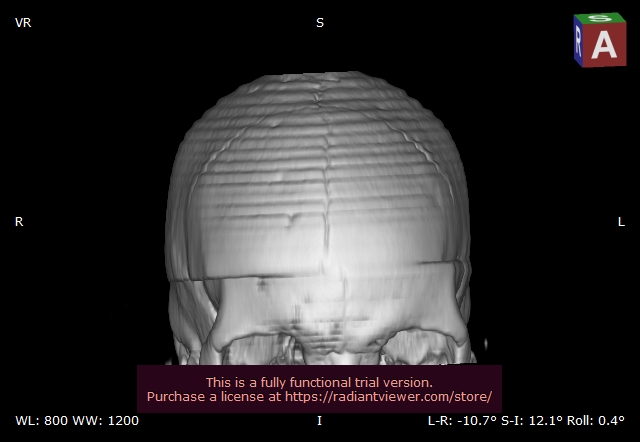 VR
S
S
R
A
R
L
This is a fully functional trial version.
Purchase a license at https://radiantviewer.com/store/
WL: 800 WW: 1200
I
L-R: -10.7° S-I: 12.1° Roll: 0.4°